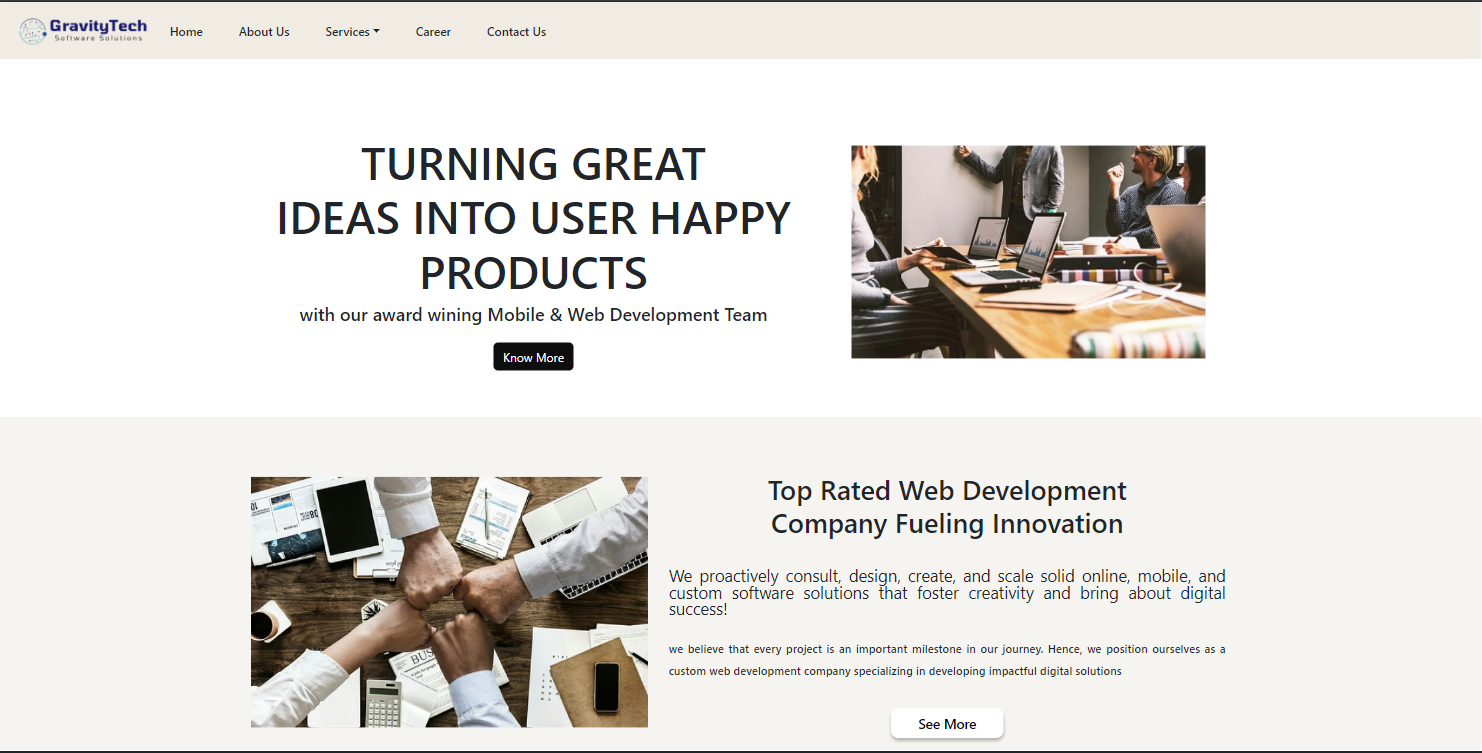 GravityTech
Software Solutions
Home
About Us
Services
Career
Contact Us
TURNING GREAT
IDEAS INTO USER HAPPY
PRODUCTS
with our award wining Mobile & Web Development Team
Know More
Top Rated Web Development
Company Fueling Innovation
We proactively consult, design, create, and scale solid online, mobile, and
custom software solutions that foster creativity and bring about digital
success!
we believe that every project is an important milestone in our journey. Hence, we position ourselves as a
custom web development company specializing in developing impactful digital solutions
See More